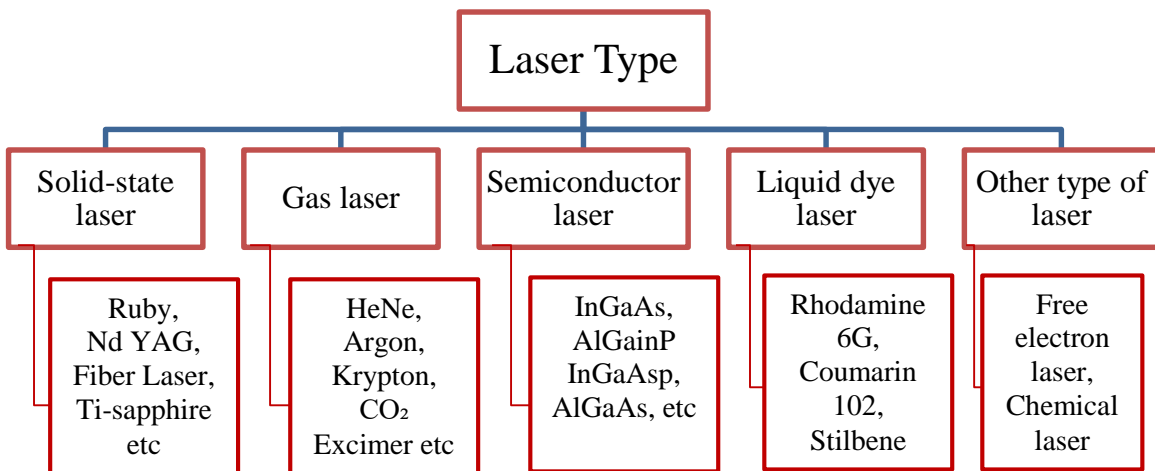 Laser Type
Solid-state
laser
Gas laser
Semiconductor
laser
Liquid dye
laser
Other type of
laser
Ruby,
Nd YAG,
Fiber Laser,
Ti-sapphire
etc
HeNe,
Argon,
Krypton,
CO₂
Excimer etc
InGaAs,
AlGainP
InGaAsp,
AlGaAs, etc
Rhodamine
6G,
Coumarin
102,
Stilbene
Free
electron
laser,
Chemical
laser